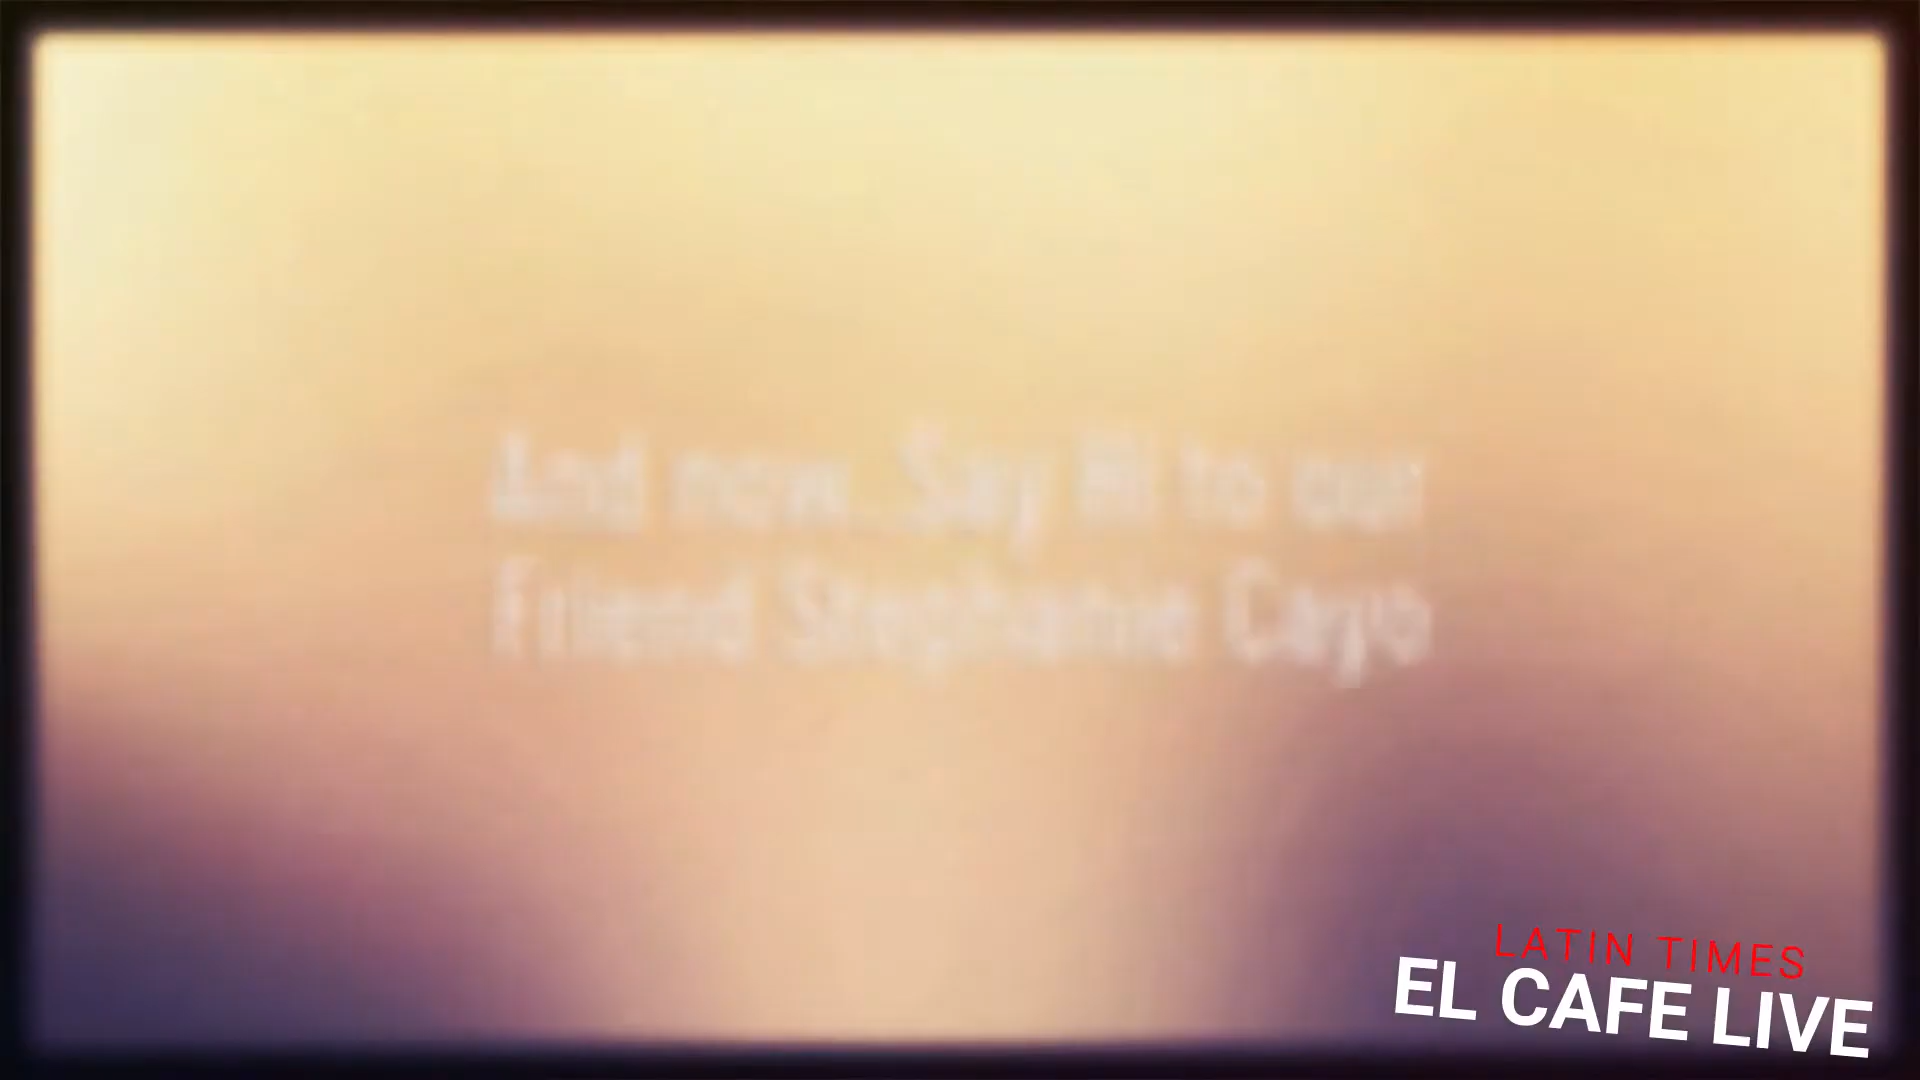 And now.. Say Hi to our
Friend Stephanie Cayo
LATIN TIMES
EL CAFE LIVE